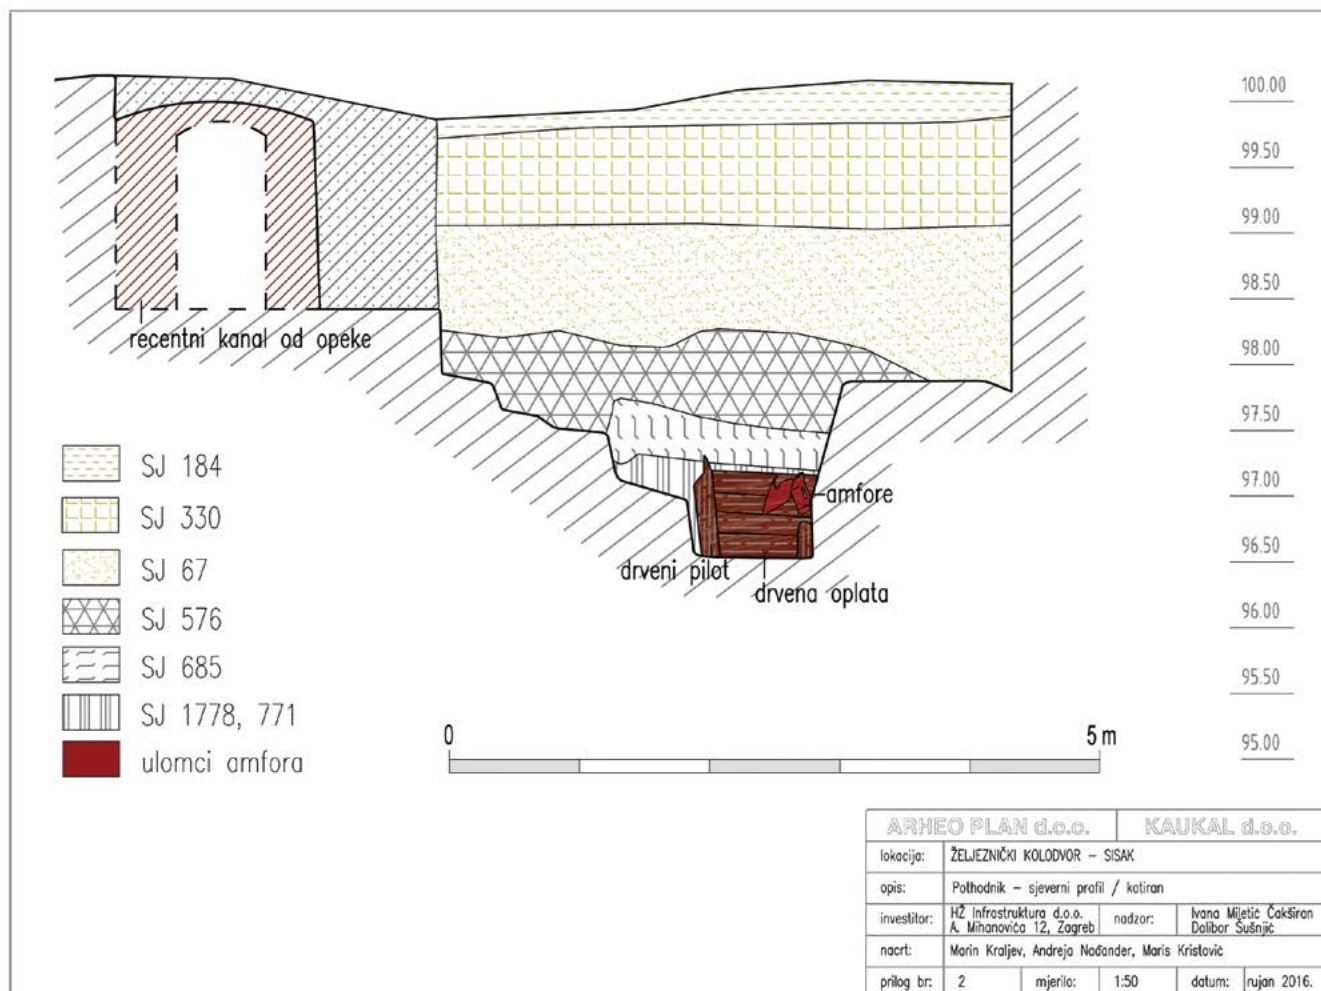 100.00
99.50
99.00
98.50
98.00
97.50
97.00
96.50
96.00
95.50
95.00
recentni kanal od opeke
amfore
drveni pilot
drvena oplata
SJ 184
SJ 330
SJ 67
SJ 576
SJ 685
SJ 1778, 771
ulomci amfora
0 5 m
ARHEO PLAN d.o.o. KAUKAL d.o.o.
lokacija: ŽELJEZNIČKI KOLODVOR – SISAK
opis: Pothodnik – sjeverni profil / kotiran
investitor: HŽ Infrastruktura d.o.o. nadzor: Ivana Miletić Čakširan
A. Mihanovića 12, Zagreb Dalibor Šušnjić
nacrt: Marin Kraljev, Andreja Nađander, Maris Kristović
prilog br: 2 mjerilo: 1:50 datum: rujan 2016.